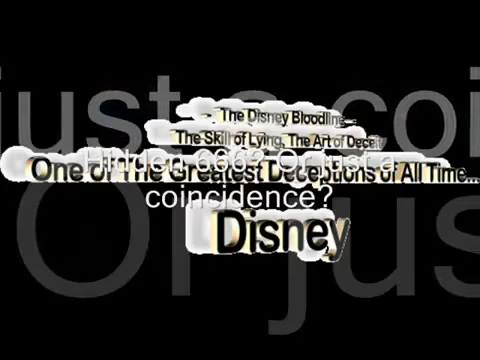 just a coi
The Disney Bloodline
The Skill of Lying, The Art of Deceit
Hidden 666? Or just a
One of The Greatest Deceptions of All Time...
coincidence?
Disney
Or jus